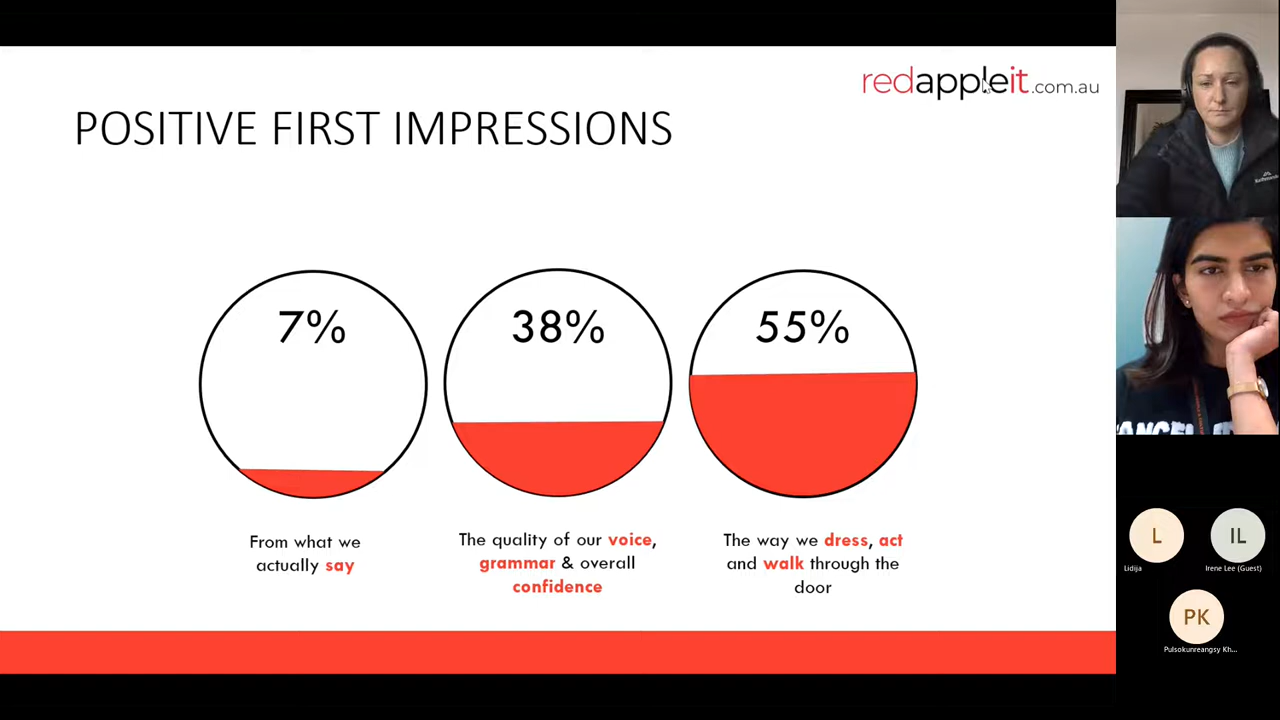 redappleit.com.au
POSITIVE FIRST IMPRESSIONS
7%
38%
55%
From what we
actually say
The quality of our voice,
grammar & overall
confidence
The way we dress, act
and walk through the
door
L
IL
Lidija
Irene Lee (Guest)
PK
Pulsokunreangsy Kh...